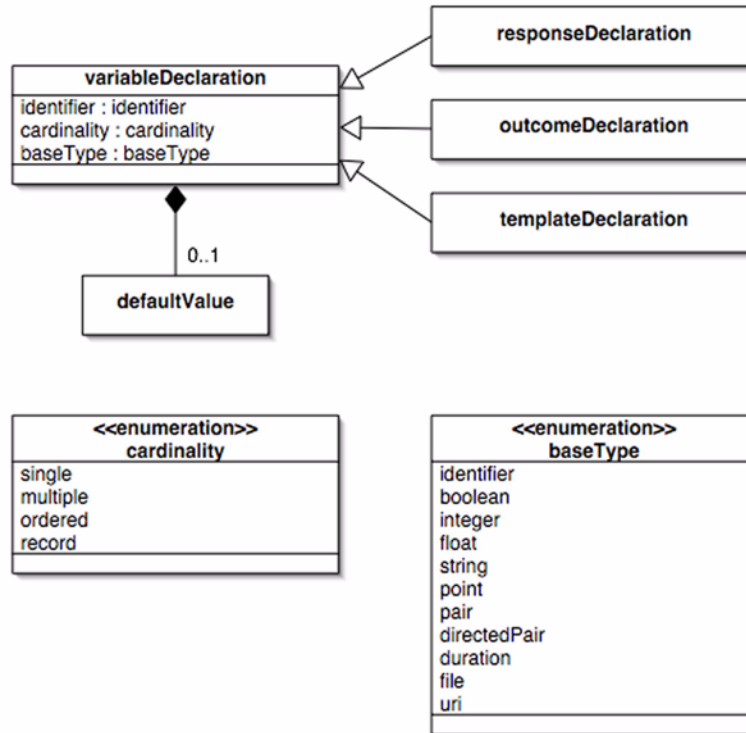 responseDeclaration
variableDeclaration
identifier : identifier
cardinality : cardinality
baseType : baseType
outcomeDeclaration
templateDeclaration
0..1
defaultValue
<<enumeration>>
cardinality
single
multiple
ordered
record
<<enumeration>>
baseType
identifier
boolean
integer
float
string
point
pair
directedPair
duration
file
uri